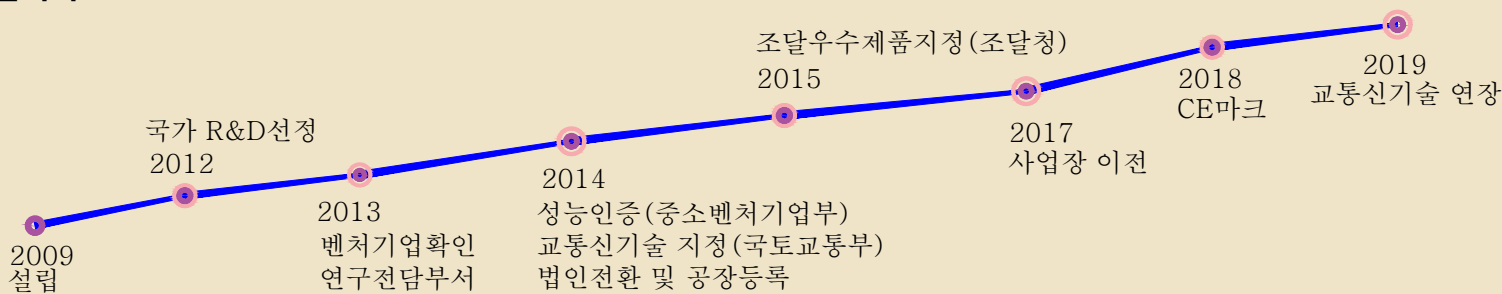 2009
설립
국가 R&D선정
2012
2013
벤처기업확인
연구전담부서
2014
성능인증(중소벤처기업부)
교통신기술 지정(국토교통부)
법인전환 및 공장등록
조달우수제품지정(조달청)
2015
2017
사업장 이전
2018
CE마크
2019
교통신기술 연장